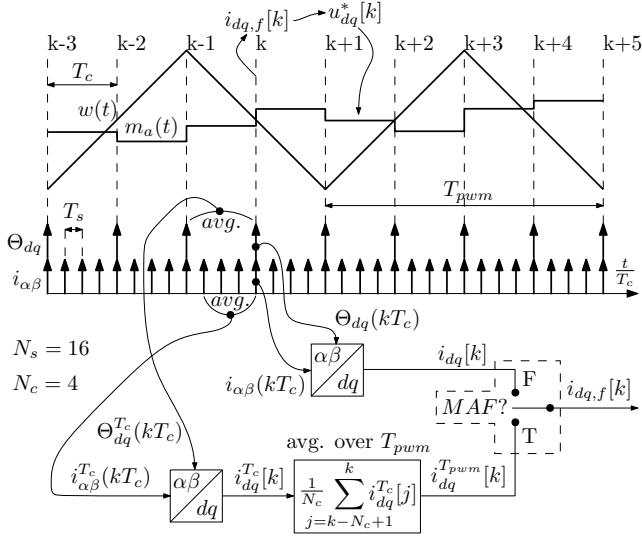 i_{dq,f}[k] u^*_{dq}[k]
k-3 k-2 k-1 k k+1 k+2 k+3 k+4 k+5
T_c
w(t)
m_a(t)
T_{pwm}
T_s
avg.
Θ_{dq}
i_{αβ}
t/T_c
avg.
Θ_{dq}(kT_c)
N_s = 16
N_c = 4
αβ
dq
i_{dq}[k]
i_{αβ}(kT_c)
F
MAF?
T
i_{dq,f}[k]
Θ^{T_c}_{dq}(kT_c)
avg. over T_{pwm}
i^{T_c}_{αβ}(kT_c)
αβ
dq
i^{T_c}_{dq}[k]
\frac{1}{N_c} \sum_{j=k-N_c+1}^{k} i^{T_c}_{dq}[j]
i^{T_{pwm}}_{dq}[k]